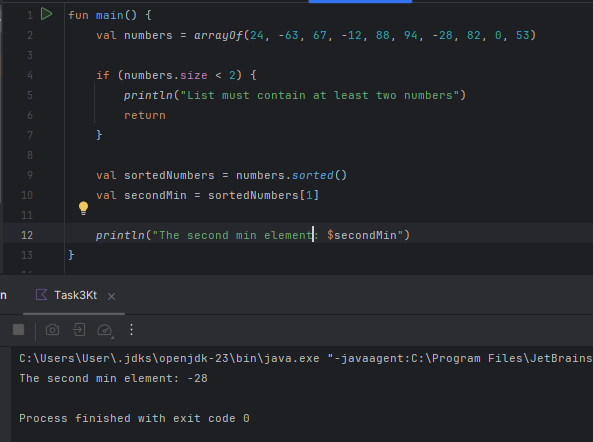 1 fun main() {
2 val numbers = arrayOf(24, -63, 67, -12, 88, 94, -28, 82, 0, 53)
3
4 if (numbers.size < 2) {
5 println("List must contain at least two numbers")
6 return
7 }
8
9 val sortedNumbers = numbers.sorted()
10 val secondMin = sortedNumbers[1]
11
12 println("The second min element: $secondMin")
13 }
n Task3Kt ×
C:\Users\User\.jdks\openjdk-23\bin\java.exe "-javaagent:C:\Program Files\JetBrains
The second min element: -28
Process finished with exit code 0